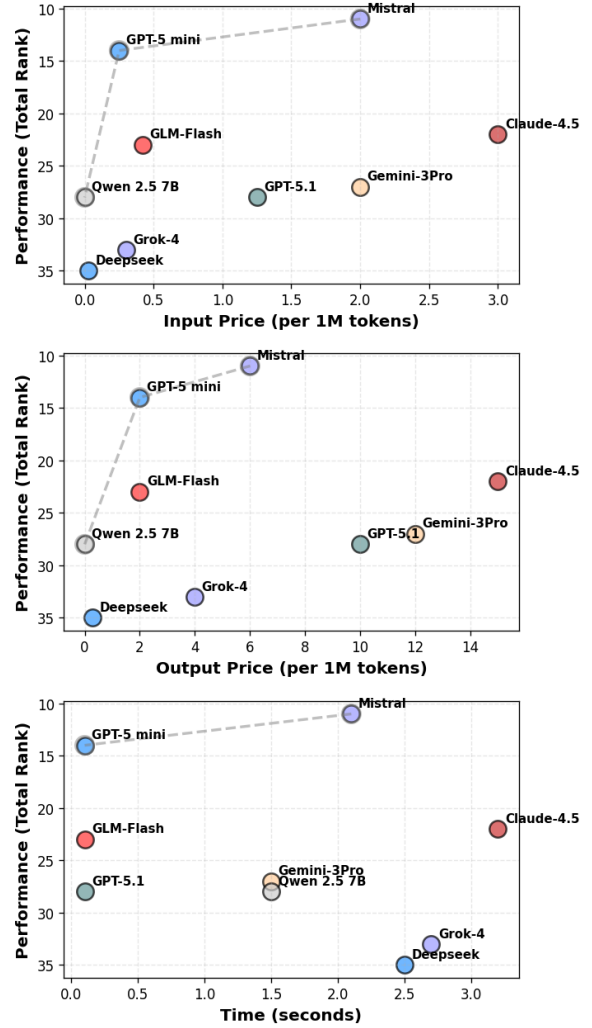 Performance (Total Rank)
10
15
20
25
30
35
Mistral
GPT-5 mini
Claude-4.5
GLM-Flash
Gemini-3Pro
Qwen 2.5 7B
GPT-5.1
Grok-4
Deepseek
0.0 0.5 1.0 1.5 2.0 2.5 3.0
Input Price (per 1M tokens)
Performance (Total Rank)
10
15
20
25
30
35
Mistral
GPT-5 mini
Claude-4.5
GLM-Flash
Gemini-3Pro
Qwen 2.5 7B
GPT-5.1
Grok-4
Deepseek
0 2 4 6 8 10 12 14
Output Price (per 1M tokens)
Performance (Total Rank)
10
15
20
25
30
35
Mistral
GPT-5 mini
Claude-4.5
GLM-Flash
Gemini-3Pro
Qwen 2.5 7B
GPT-5.1
Grok-4
Deepseek
0.0 0.5 1.0 1.5 2.0 2.5 3.0
Time (seconds)